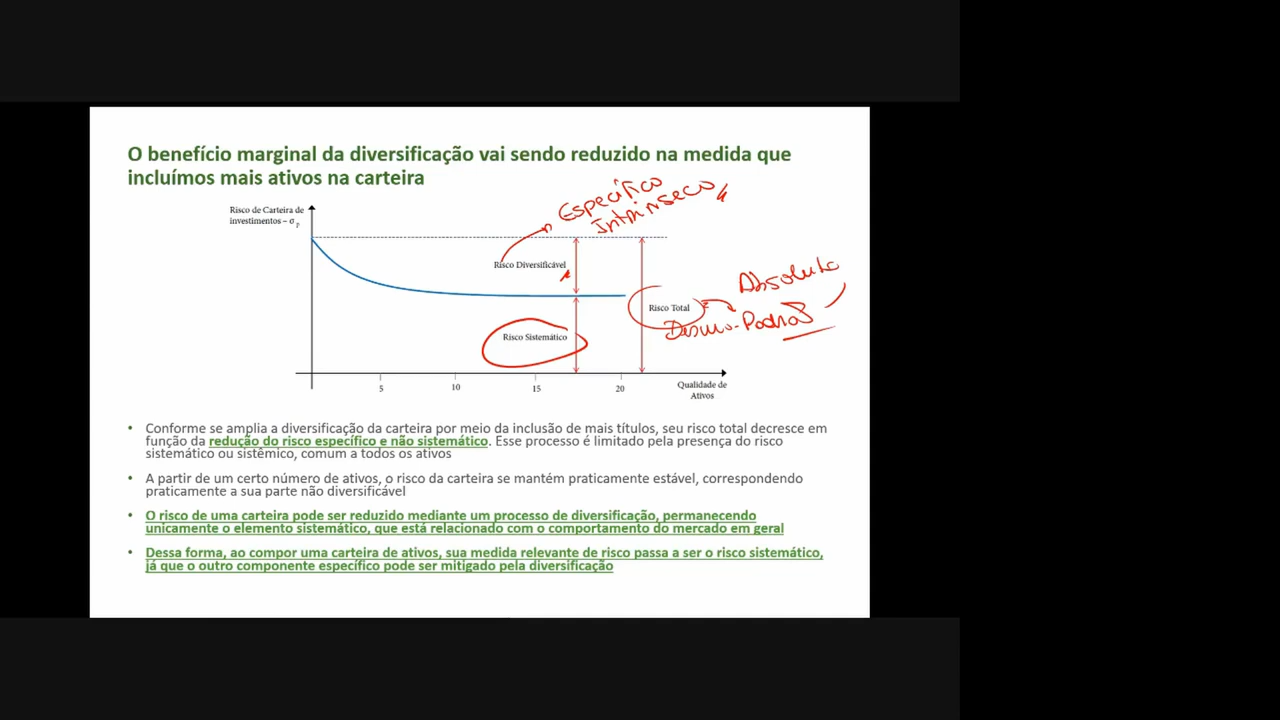 O benefício marginal da diversificação vai sendo reduzido na medida que
incluímos mais ativos na carteira
Risco de Carteira de
investimentos – σp
Específico
Intrínseco
Risco Diversificável
Absoluto
Risco Total
Desvio-Padrão
Risco Sistemático
5
10
15
20
Qualidade de
Ativos
• Conforme se amplia a diversificação da carteira por meio da inclusão de mais títulos, seu risco total decresce em
função da redução do risco específico e não sistemático. Esse processo é limitado pela presença do risco
sistemático ou sistêmico, comum a todos os ativos
• A partir de um certo número de ativos, o risco da carteira se mantém praticamente estável, correspondendo
praticamente a sua parte não diversificável
• O risco de uma carteira pode ser reduzido mediante um processo de diversificação, permanecendo
unicamente o elemento sistemático, que está relacionado com o comportamento do mercado em geral
• Dessa forma, ao compor uma carteira de ativos, sua medida relevante de risco passa a ser o risco sistemático,
já que o outro componente específico pode ser mitigado pela diversificação